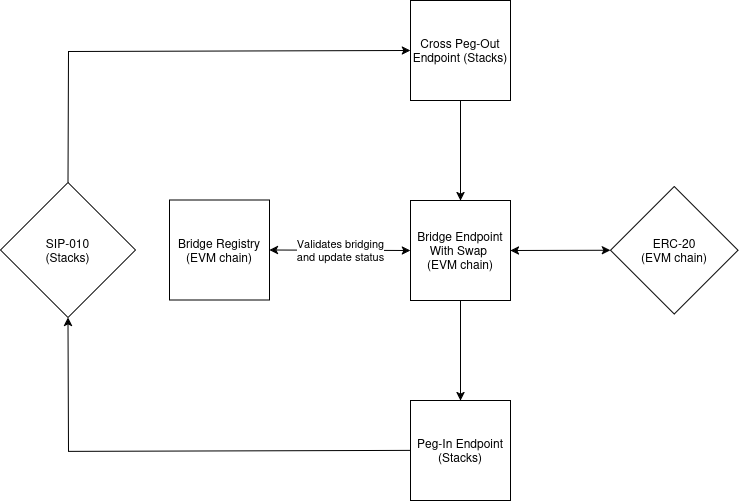 Cross Peg-Out
Endpoint (Stacks)
SIP-010
(Stacks)
Bridge Registry
(EVM chain)
Validates bridging
and update status
Bridge Endpoint
With Swap
(EVM chain)
ERC-20
(EVM chain)
Peg-In Endpoint
(Stacks)